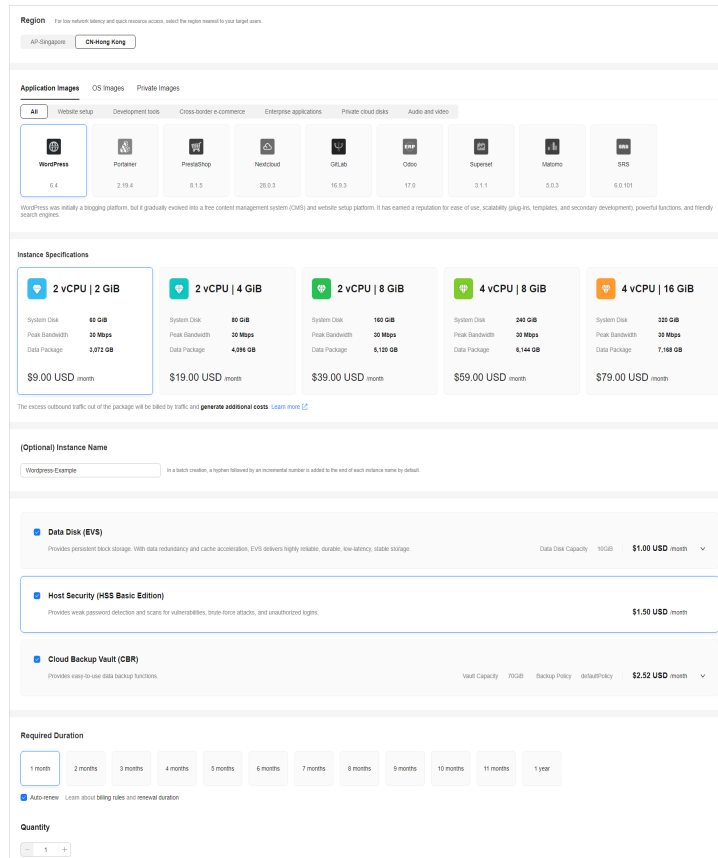 Region For low network latency and quick resource access, select the region nearest to your target users.
AP-Singapore CN-Hong Kong
Application Images OS Images Private Images
All Website setup Development tools Cross-border e-commerce Enterprise applications Private cloud disks Audio and video
ERP SRS
WordPress Portainer PrestaShop Nextcloud GitLab Odoo Superset Matomo SRS
6.4 2.19.4 8.1.5 28.0.3 16.9.3 17.0 3.1.1 5.0.3 6.0.101
WordPress was initially a blogging platform, but it gradually evolved into a free content management system (CMS) and website setup platform. It has earned a reputation for ease of use, scalability (plug-ins, templates, and secondary development), powerful functions, and friendly
search engines.
Instance Specifications
2 vCPU | 2 GiB 2 vCPU | 4 GiB 2 vCPU | 8 GiB 4 vCPU | 8 GiB 4 vCPU | 16 GiB
System Disk 60 GiB System Disk 80 GiB System Disk 160 GiB System Disk 240 GiB System Disk 320 GiB
Peak Bandwidth 30 Mbps Peak Bandwidth 30 Mbps Peak Bandwidth 30 Mbps Peak Bandwidth 30 Mbps Peak Bandwidth 30 Mbps
Data Package 3,072 GB Data Package 4,096 GB Data Package 5,120 GB Data Package 6,144 GB Data Package 7,168 GB
$9.00 USD /month $19.00 USD /month $39.00 USD /month $59.00 USD /month $79.00 USD /month
The excess outbound traffic out of the package will be billed by traffic and generate additional costs. Learn more
(Optional) Instance Name
Wordpress-Example In a batch creation, a hyphen followed by an incremental number is added to the end of each instance name by default
Data Disk (EVS)
Provides persistent block storage. With data redundancy and cache acceleration, EVS delivers highly reliable, durable, low-latency, stable storage. Data Disk Capacity 10GiB $1.00 USD /month
Host Security (HSS Basic Edition)
Provides weak password detection and scans for vulnerabilities, brute-force attacks, and unauthorized logins. $1.50 USD /month
Cloud Backup Vault (CBR)
Provides easy-to-use data backup functions. Vault Capacity 70GiB Backup Policy defaultPolicy $2.52 USD /month
Required Duration
1 month 2 months 3 months 4 months 5 months 6 months 7 months 8 months 9 months 10 months 11 months 1 year
Auto-renew Learn about billing rules and renewal duration
Quantity
− 1 +